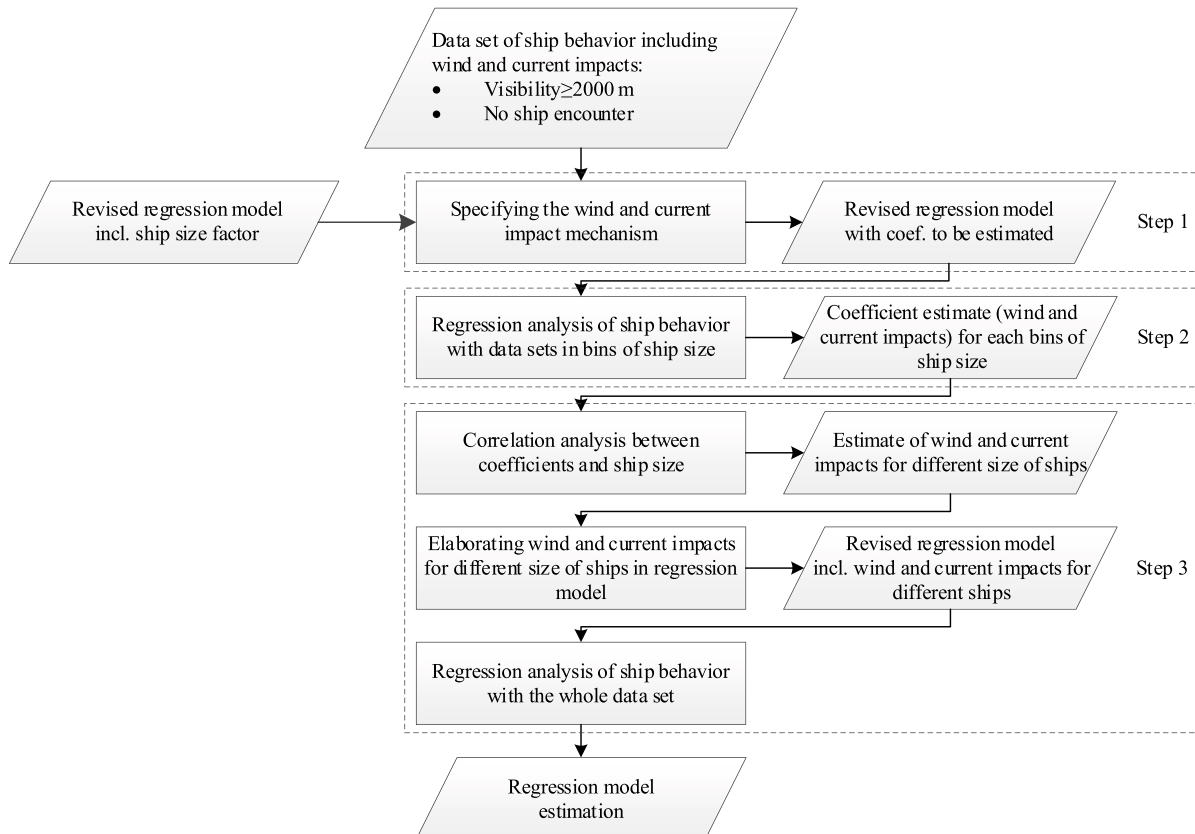 Data set of ship behavior including
wind and current impacts:
● Visibility≥2000 m
● No ship encounter
Revised regression model
incl. ship size factor
Specifying the wind and current
impact mechanism
Revised regression model
with coef. to be estimated
Step 1
Regression analysis of ship behavior
with data sets in bins of ship size
Coefficient estimate (wind and
current impacts) for each bins of
ship size
Step 2
Correlation analysis between
coefficients and ship size
Estimate of wind and current
impacts for different size of ships
Elaborating wind and current impacts
for different size of ships in regression
model
Revised regression model
incl. wind and current impacts for
different ships
Step 3
Regression analysis of ship behavior
with the whole data set
Regression model
estimation